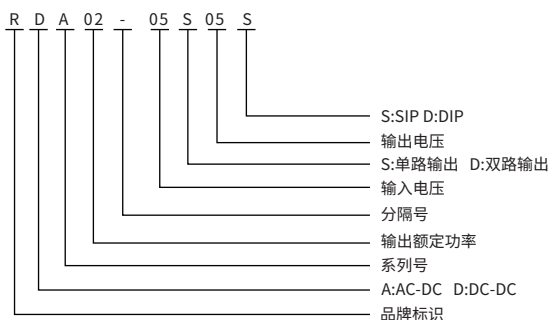 R D A 02 - 05 S 05 S
S:SIP D:DIP
输出电压
S:单路输出 D:双路输出
输入电压
分隔号
输出额定功率
系列号
A:AC-DC D:DC-DC
品牌标识